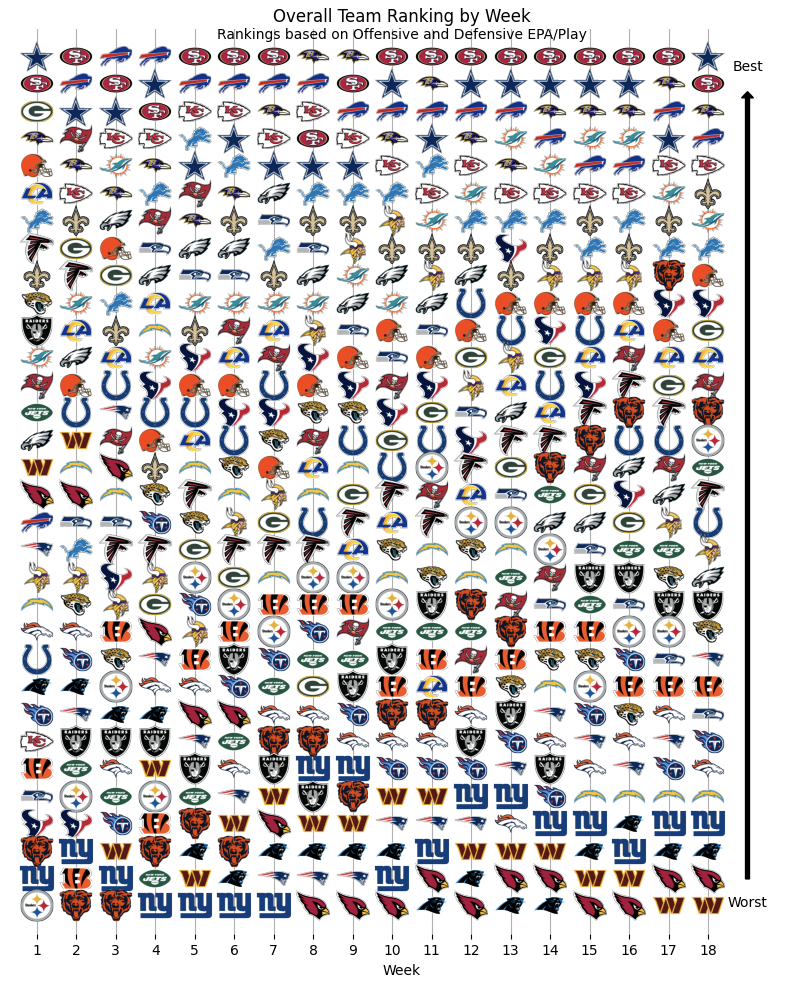 Overall Team Ranking by Week
Rankings based on Offensive and Defensive EPA/Play
Best
Worst
1 2 3 4 5 6 7 8 9 10 11 12 13 14 15 16 17 18
Week